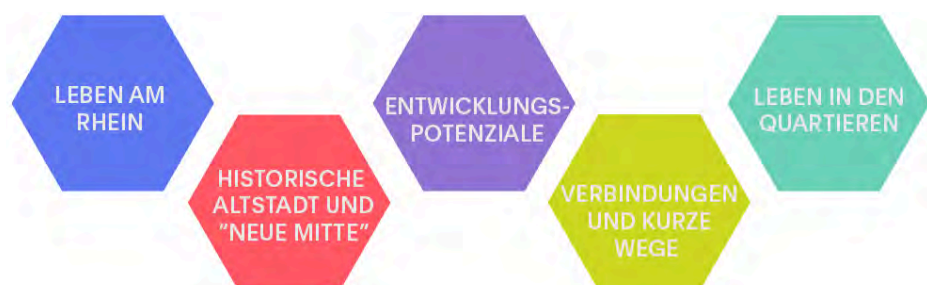 LEBEN AM
RHEIN
HISTORISCHE
ALTSTADT UND
"NEUE MITTE"
ENTWICKLUNGS-
POTENZIALE
VERBINDUNGEN
UND KURZE
WEGE
LEBEN IN DEN
QUARTIEREN